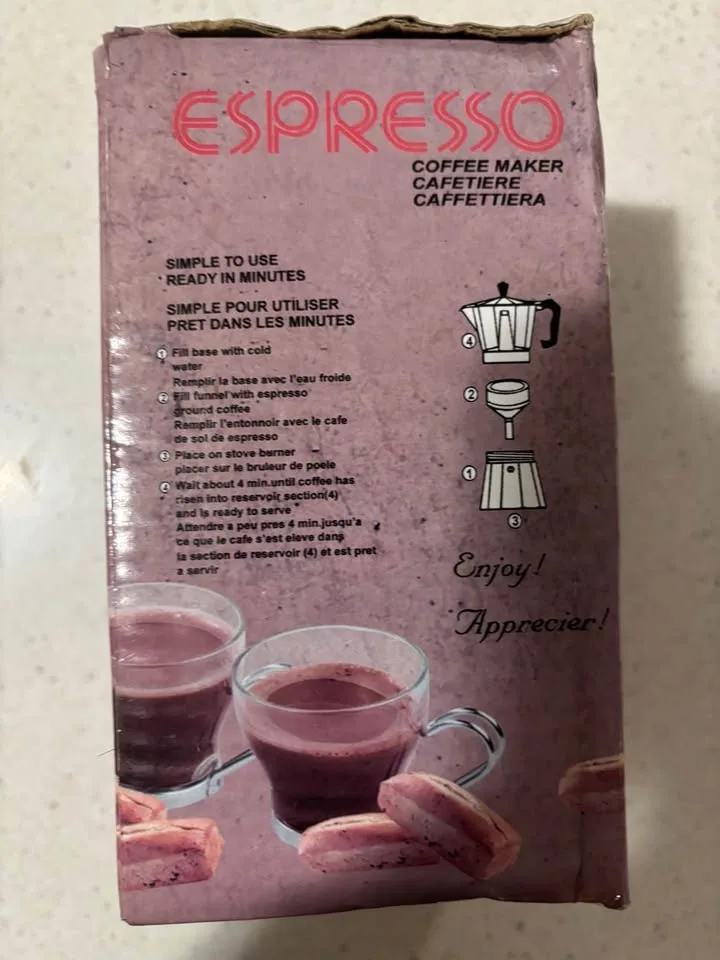 ESPRESSO
COFFEE MAKER
CAFETIERE
CAFFETTIERA
SIMPLE TO USE
READY IN MINUTES
SIMPLE POUR UTILISER
PRET DANS LES MINUTES
1 Fill base with cold
water
Remplir la base avec l'eau froide
2 Fill funnel with espresso
ground coffee
Remplir l'entonnoir avec le cafe
de sol de espresso
3 Place on stove burner
placer sur le bruleur de poele
4 Wait about 4 min.until coffee has
risen into reservoir section(4)
and is ready to serve
Attendre a peu pres 4 min.jusqu'a
ce que le cafe s'est eleve dans
la section de reservoir (4) et est pret
a servir
4
2
1
3
Enjoy!
Apprecier!